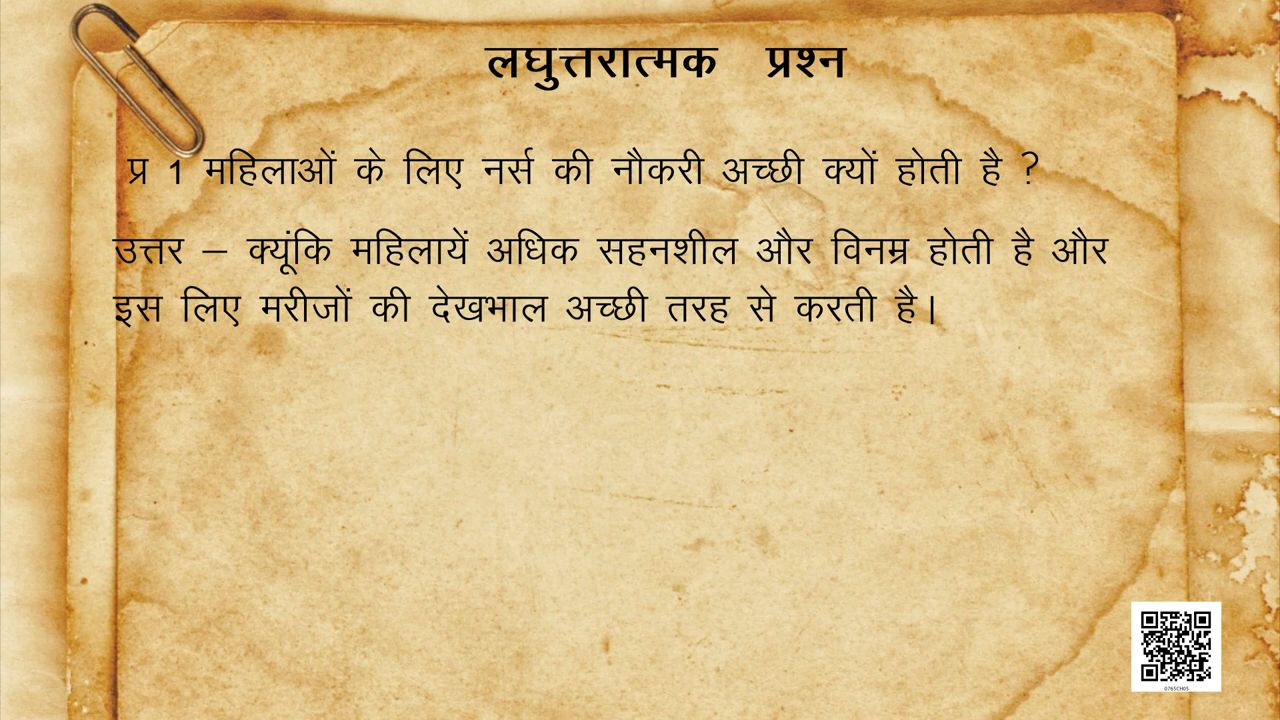 लघुत्तरात्मक प्रश्न
प्र 1 महिलाओं के लिए नर्स की नौकरी अच्छी क्यों होती है ?
उत्तर – क्यूंकि महिलायें अधिक सहनशील और विनम्र होती है और
इस लिए मरीजों की देखभाल अच्छी तरह से करती है।
0765CH05